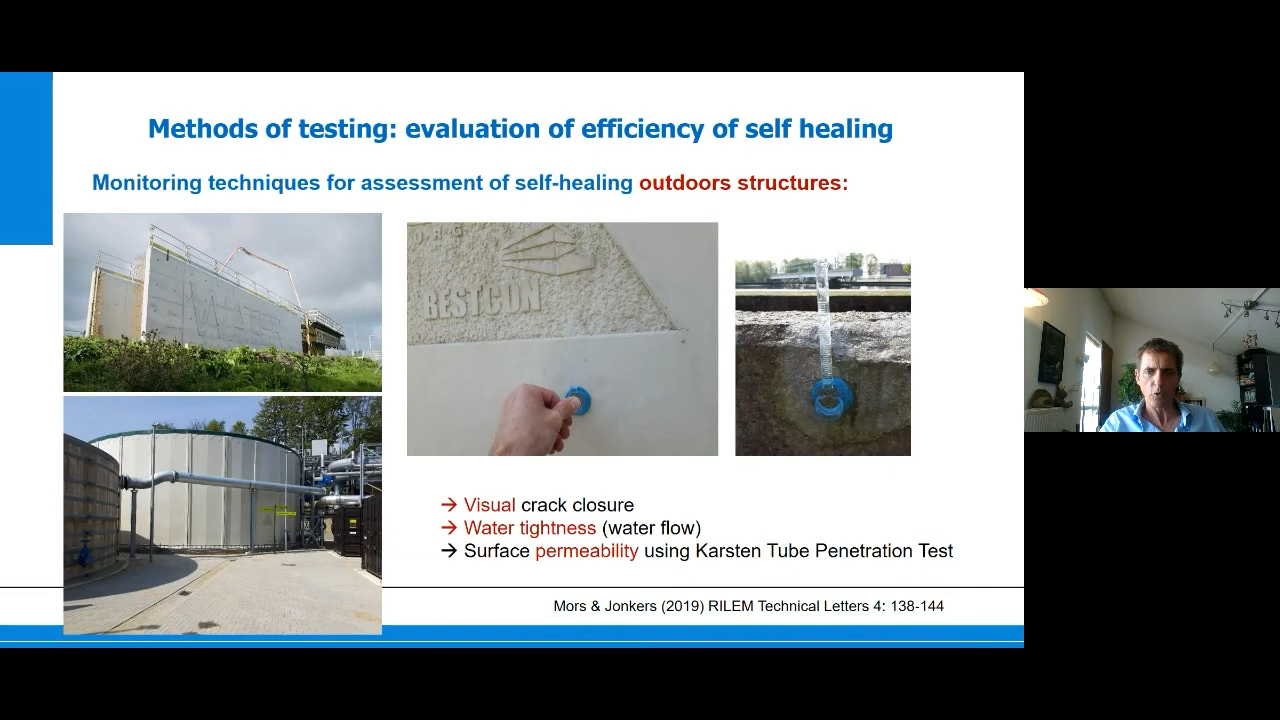 Methods of testing: evaluation of efficiency of self healing
Monitoring techniques for assessment of self-healing outdoors structures:
WATER
BESTCON
→ Visual crack closure
→ Water tightness (water flow)
→ Surface permeability using Karsten Tube Penetration Test
Mors & Jonkers (2019) RILEM Technical Letters 4: 138-144